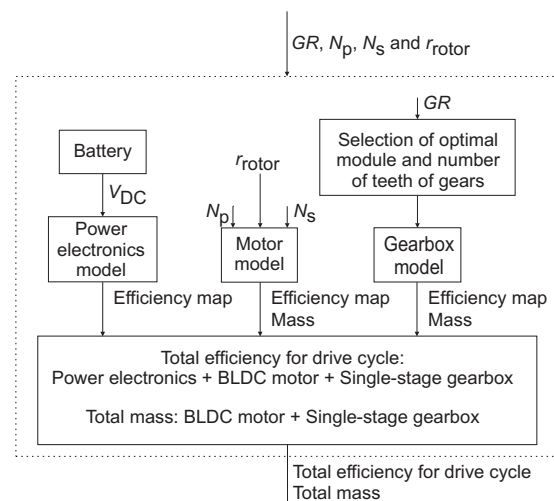 GR, Np, Ns and rrotor
GR
Selection of optimal
module and number
of teeth of gears
Battery
rrotor
VDC
Np
Ns
Power
electronics
model
Motor
model
Gearbox
model
Efficiency map
Efficiency map
Mass
Efficiency map
Mass
Total efficiency for drive cycle:
Power electronics + BLDC motor + Single-stage gearbox
Total mass: BLDC motor + Single-stage gearbox
Total efficiency for drive cycle
Total mass